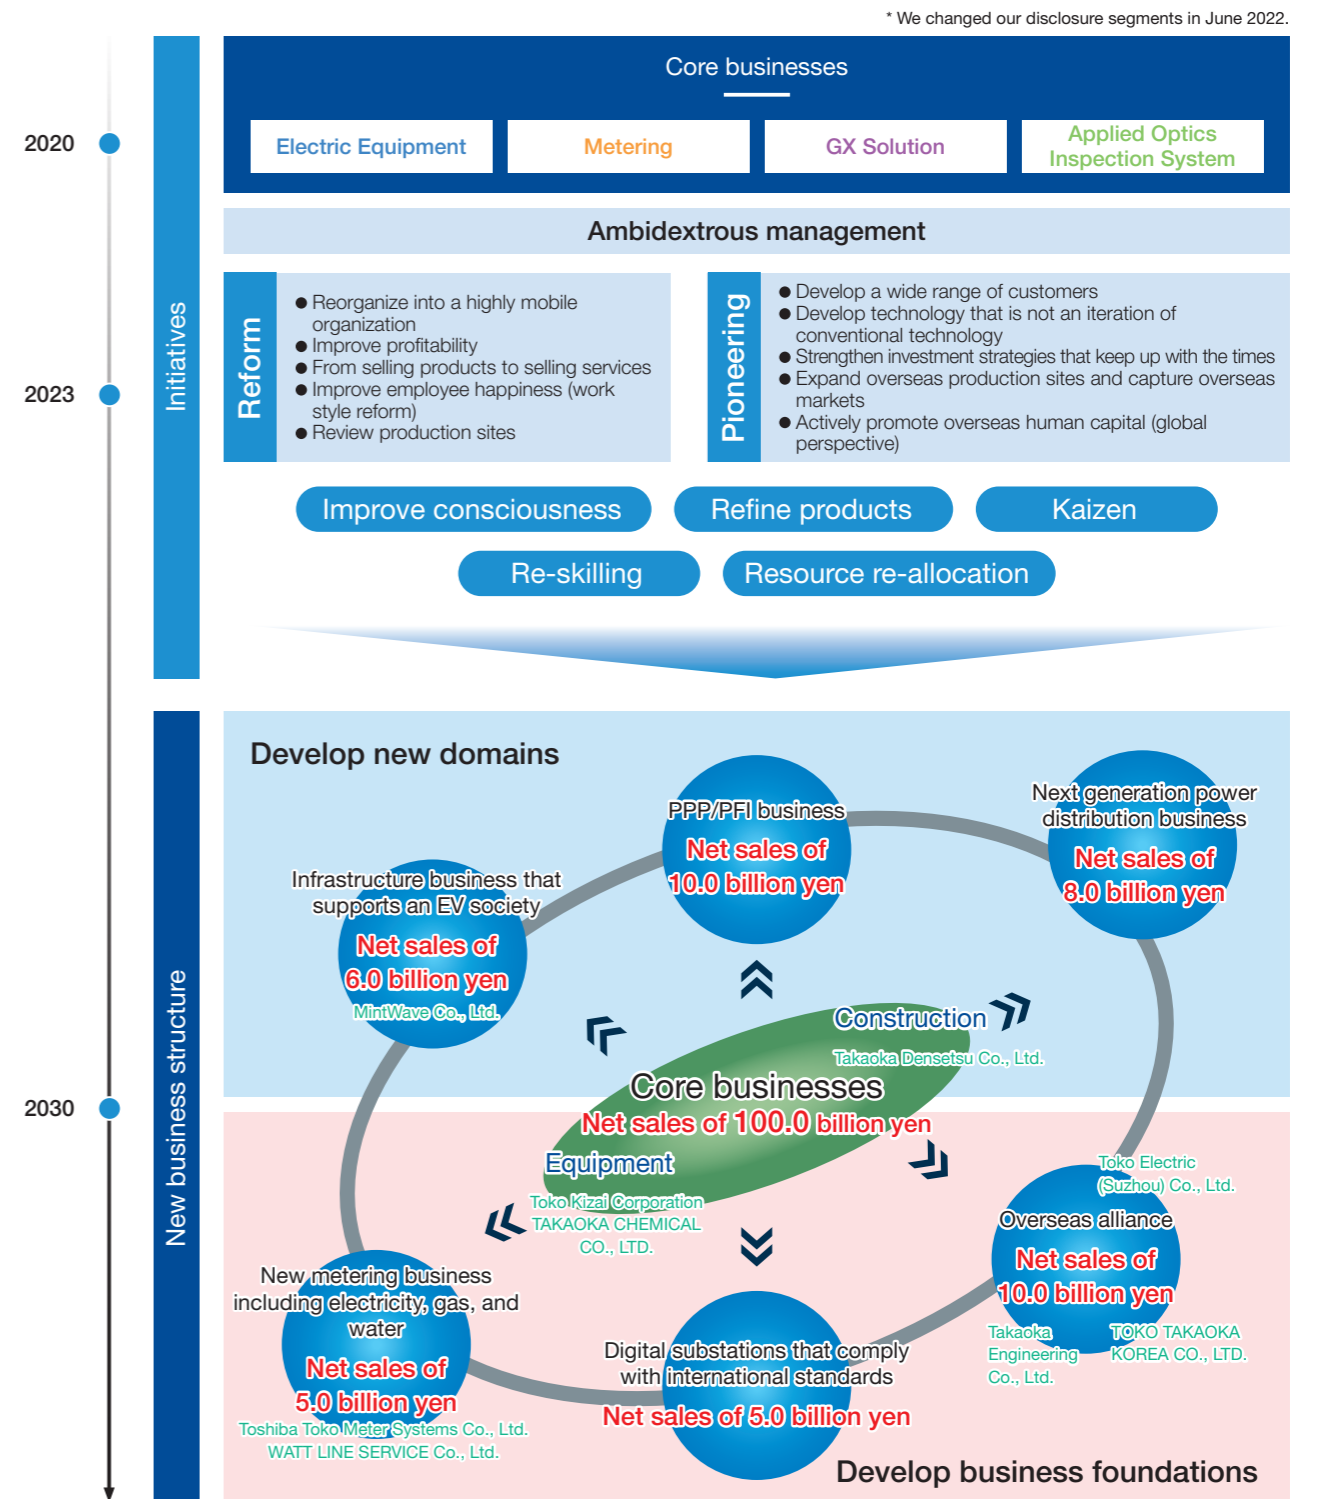 * We changed our disclosure segments in June 2022.
Core businesses
Electric Equipment
Metering
GX Solution
Applied Optics
Inspection System
2020
Ambidextrous management
Initiatives
Reform
● Reorganize into a highly mobile
organization
● Improve profitability
● From selling products to selling services
● Improve employee happiness (work
style reform)
● Review production sites
Pioneering
● Develop a wide range of customers
● Develop technology that is not an iteration of
conventional technology
● Strengthen investment strategies that keep up with the times
● Expand overseas production sites and capture overseas
markets
● Actively promote overseas human capital (global
perspective)
2023
Improve consciousness
Refine products
Kaizen
Re-skilling
Resource re-allocation
New business structure
Develop new domains
PPP/PFI business
Net sales of
10.0 billion yen
Next generation power
distribution business
Net sales of
8.0 billion yen
Infrastructure business that
supports an EV society
Net sales of
6.0 billion yen
MintWave Co., Ltd.
Construction
Takaoka Densetsu Co., Ltd.
Core businesses
Net sales of 100.0 billion yen
2030
Equipment
Toko Kizai Corporation
TAKAOKA CHEMICAL
CO., LTD.
Toko Electric
(Suzhou) Co., Ltd.
Overseas alliance
Net sales of
10.0 billion yen
Takaoka
Engineering
Co., Ltd.
TOKO TAKAOKA
KOREA CO., LTD.
New metering business
including electricity, gas, and
water
Net sales of
5.0 billion yen
Toshiba Toko Meter Systems Co., Ltd.
WATT LINE SERVICE Co., Ltd.
Digital substations that comply
with international standards
Net sales of 5.0 billion yen
Develop business foundations